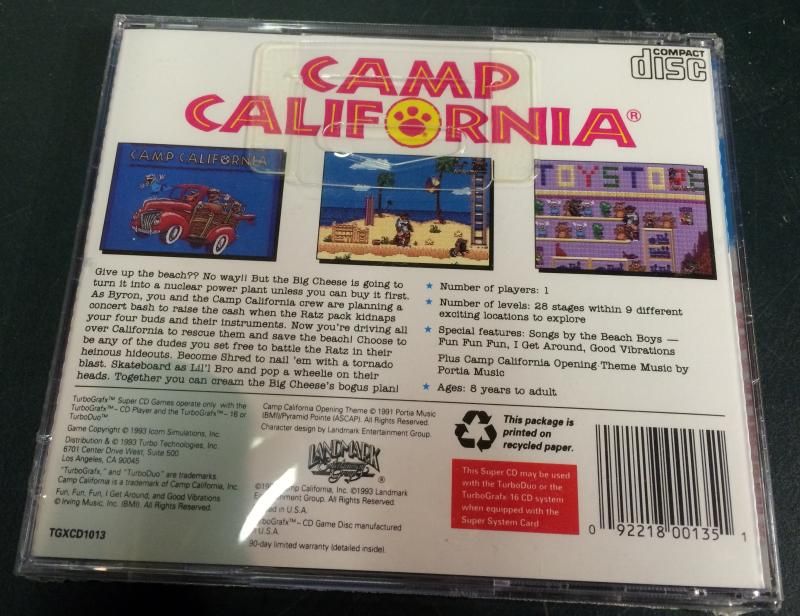 COMPACT
disc
CAMP
CALIFORNIA®
CAMP CALIFORNIA
TOYSTORE
Give up the beach?? No way!! But the Big Cheese is going to
turn it into a nuclear power plant unless you can buy it first.
As Byron, you and the Camp California crew are planning a
concert bash to raise the cash when the Ratz pack kidnaps
your four buds and their instruments. Now you're driving all
over California to rescue them and save the beach! Choose to
be any of the dudes you set free to battle the Ratz in their
heinous hideouts. Become Shred to nail 'em with a tornado
blast. Skateboard as Lil'l Bro and pop a wheelie on their
heads. Together you can cream the Big Cheese's bogus plan!
★ Number of players: 1
★ Number of levels: 28 stages within 9 different
exciting locations to explore
★ Special features: Songs by the Beach Boys —
Fun Fun Fun, I Get Around, Good Vibrations
Plus Camp California Opening Theme Music by
Portia Music
★ Ages: 8 years to adult
TurboGrafx™ Super CD Games operate only with the
TurboGrafx™ – CD Player and the TurboGrafx™ – 16 or
TurboDuo™
Game Copyright © 1993 Icom Simulations, Inc.
Distribution & © 1993 Turbo Technologies, Inc.
6701 Center Drive West, Suite 500
Los Angeles, CA 90045
"TurboGrafx," and "TurboDuo" are trademarks.
Camp California is a trademark of Camp California, Inc.
Fun, Fun, Fun, I Get Around, and Good Vibrations
© Irving Music, Inc. (BMI). All Rights Reserved.
TGXCD1013
Camp California Opening Theme © 1991 Portia Music
(BMI)/Pyramid Pointe (ASCAP). All Rights Reserved.
Character design by Landmark Entertainment Group.
LANDMARK
Entertainment Group ®
Camp California, Inc. ©1993 Landmark
Entertainment Group. All Rights Reserved.
in U.S.A.
TurboGrafx™ – CD Game Disc manufactured
U.S.A.
90-day limited warranty (detailed inside).
This package is
printed on
recycled paper.
This Super CD may be used
with the TurboDuo or the
TurboGrafx 16 CD system
when equipped with the
Super System Card
0 92218 00135 1